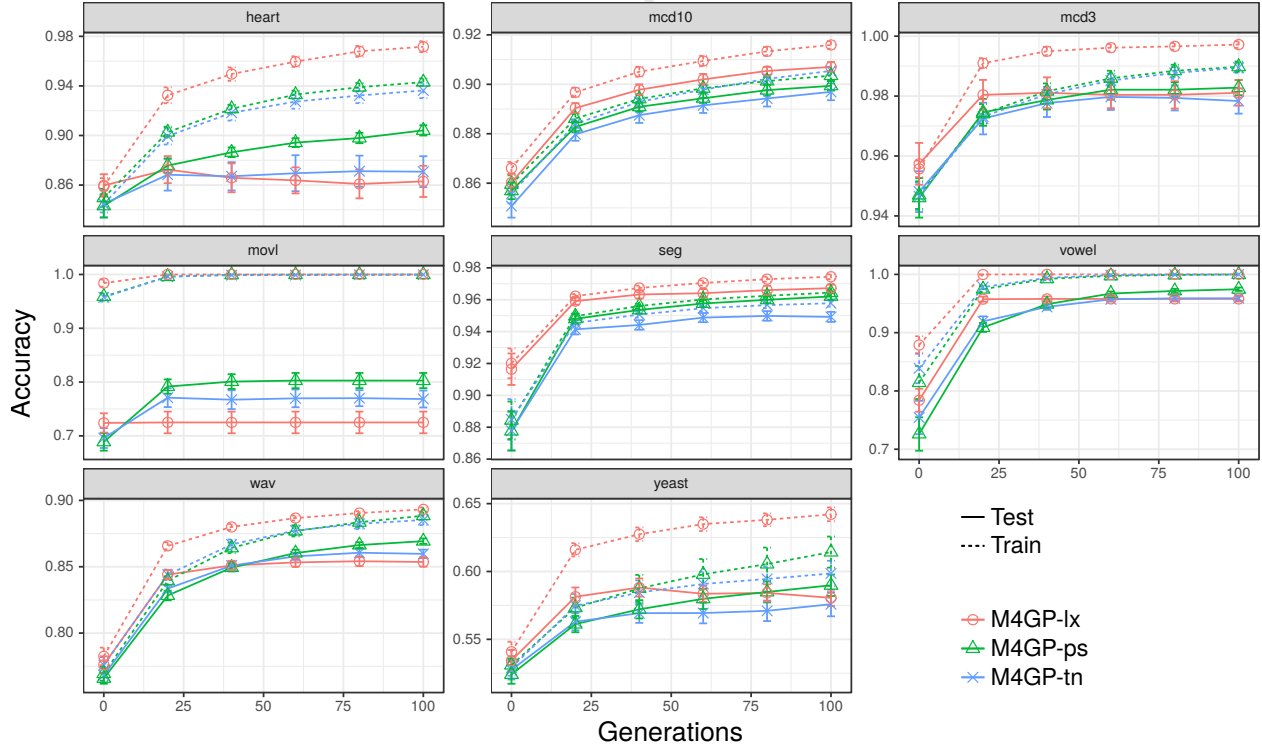 heart
mcd10
mcd3
0.98
0.94
0.90
0.86
0.92
0.90
0.88
0.86
1.00
0.98
0.96
0.94
movl
seg
vowel
1.0
0.9
0.8
0.7
0.98
0.96
0.94
0.92
0.90
0.88
0.86
1.0
0.9
0.8
0.7
0 25 50 75 100
wav
yeast
0.90
0.85
0.80
0.65
0.60
0.55
0 25 50 75 100
0 25 50 75 100
Accuracy
Generations
Test
Train
M4GP-lx
M4GP-ps
M4GP-tn